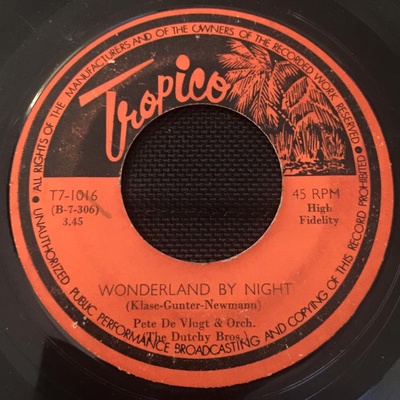 ALL RIGHTS OF THE MANUFACTURERS AND OF THE OWNERS OF THE RECORDED WORK RESERVED. UNAUTHORIZED PUBLIC PERFORMANCE BROADCASTING AND COPYING OF THIS RECORD PROHIBITED
Tropico
T7-1016
(B-7-306)
3.45
45 RPM
High
Fidelity
WONDERLAND BY NIGHT
(Klase-Gunter-Newmann)
Pete De Vlugt & Orch.
(The Dutchy Bros.)